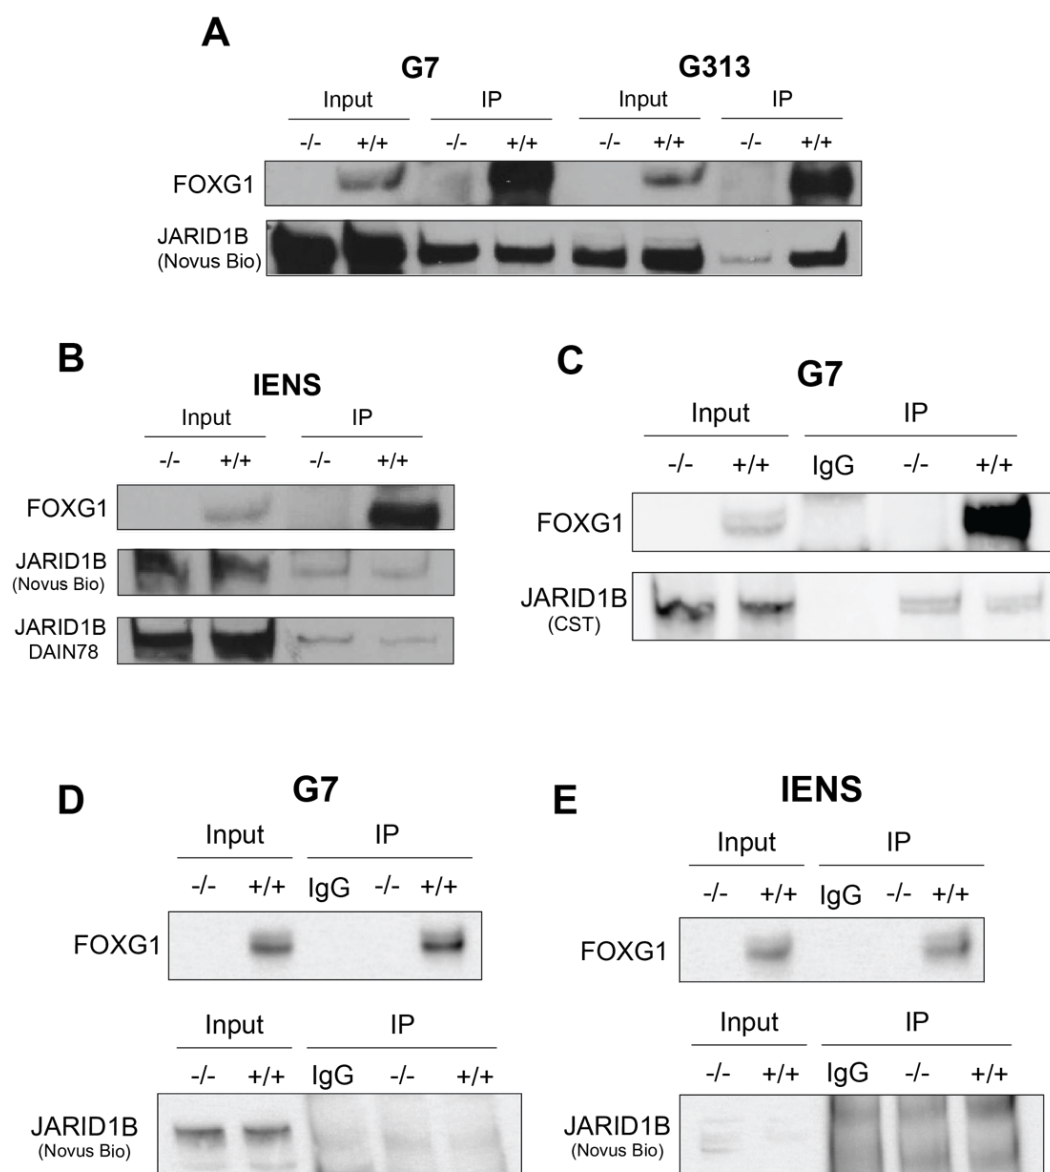 A
G7 G313
Input IP Input IP
-/- +/+ -/- +/+ -/- +/+ -/- +/+
FOXG1
JARID1B
(Novus Bio)
B
IENS
Input IP
-/- +/+ -/- +/+
FOXG1
JARID1B
(Novus Bio)
JARID1B
DAIN78
C
G7
Input IP
-/- +/+ IgG -/- +/+
FOXG1
JARID1B
(CST)
D
G7
Input IP
-/- +/+ IgG -/- +/+
FOXG1
Input IP
-/- +/+ IgG -/- +/+
JARID1B
(Novus Bio)
E
IENS
Input IP
-/- +/+ IgG -/- +/+
FOXG1
Input IP
-/- +/+ IgG -/- +/+
JARID1B
(Novus Bio)